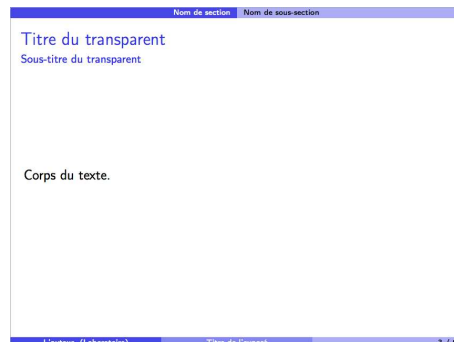 Nom de section Nom de sous-section
Titre du transparent
Sous-titre du transparent
Corps du texte.